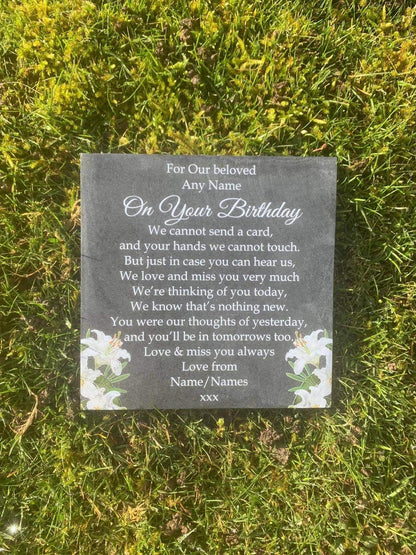 For Our beloved
Any Name
On Your Birthday
We cannot send a card,
and your hands we cannot touch.
But just in case you can hear us,
We love and miss you very much
We're thinking of you today,
We know that's nothing new.
You were our thoughts of yesterday,
and you'll be in tomorrows too.
Love & miss you always
Love from
Name/Names
xxx